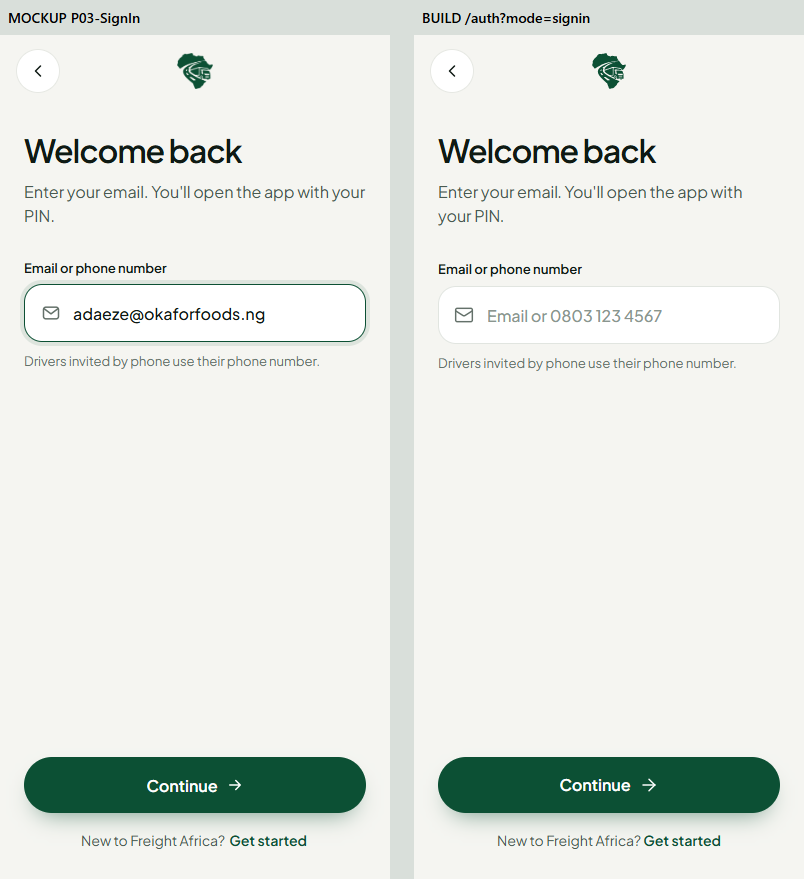 MOCKUP P03-SignIn
Welcome back
Enter your email. You'll open the app with your
PIN.
Email or phone number
adaeze@okaforfoods.ng
Drivers invited by phone use their phone number.
Continue
New to Freight Africa? Get started
BUILD /auth?mode=signin
Welcome back
Enter your email. You'll open the app with
your PIN.
Email or phone number
Email or 0803 123 4567
Drivers invited by phone use their phone number.
Continue
New to Freight Africa? Get started